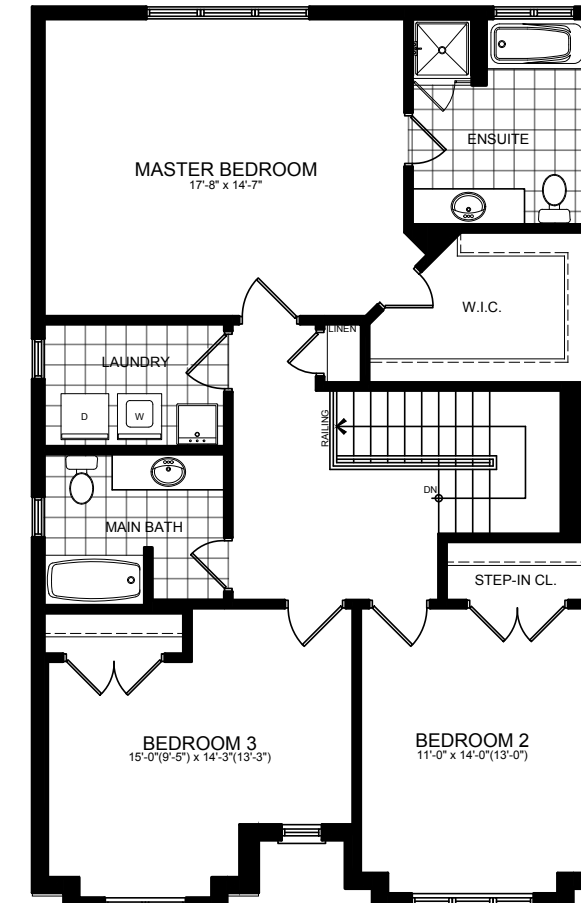 ENSUITE
MASTER BEDROOM
17'-8" x 14'-7"
W.I.C.
LINEN
LAUNDRY
D
W
RAILING
DN
MAIN BATH
STEP-IN CL.
BEDROOM 3
15'-0"(9'-5") x 14'-3"(13'-3")
BEDROOM 2
11'-0" x 14'-0"(13'-0")